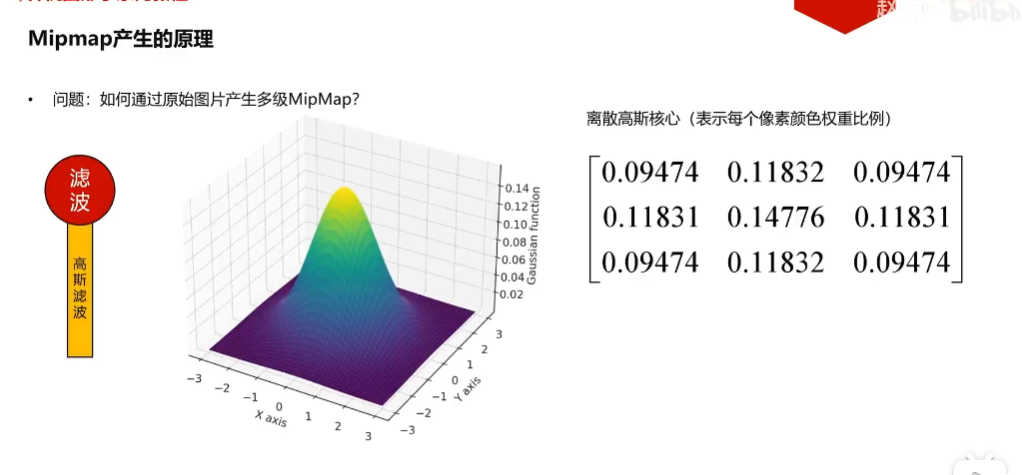 Mipmap产生的原理
• 问题：如何通过原始图片产生多级MipMap？
离散高斯核心（表示每个像素颜色权重比例）
滤波
高斯滤波
0.09474 0.11832 0.09474
0.11831 0.14776 0.11831
0.09474 0.11832 0.09474
0.14
0.12
0.10
0.08
0.06
0.04
0.02
Gaussian function
−3
−2
−1
0
1
2
3
X axis
3
2
1
0
−1
−2
−3
Y axis